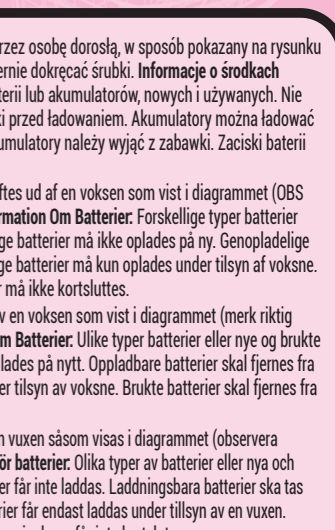 rzez osobę dorosłą, w sposób pokazany na rysunku
ernie dokręcać śrubki. Informacje o środkach
terii lub akumulatorów, nowych i używanych. Nie
ki przed ładowaniem. Akumulatory można ładować
umulatory należy wyjąć z zabawki. Zaciski baterii
ftes ud af en voksen som vist i diagrammet (OBS
rmation Om Batterier: Forskellige typer batterier
ge batterier må ikke oplades på ny. Genopladelige
ge batterier må kun oplades under tilsyn af voksne.
r må ikke kortsluttes.
v en voksen som vist i diagrammet (merk riktig
m Batterier: Ulike typer batterier eller nye og brukte
lades på nytt. Oppladbare batterier skal fjernes fra
er tilsyn av voksne. Brukte batterier skal fjernes fra
n vuxen såsom visas i diagrammet (observera
ör batterier: Olika typer av batterier eller nya och
er får inte laddas. Laddningsbara batterier ska tas
rier får endast laddas under tillsyn av en vuxen.